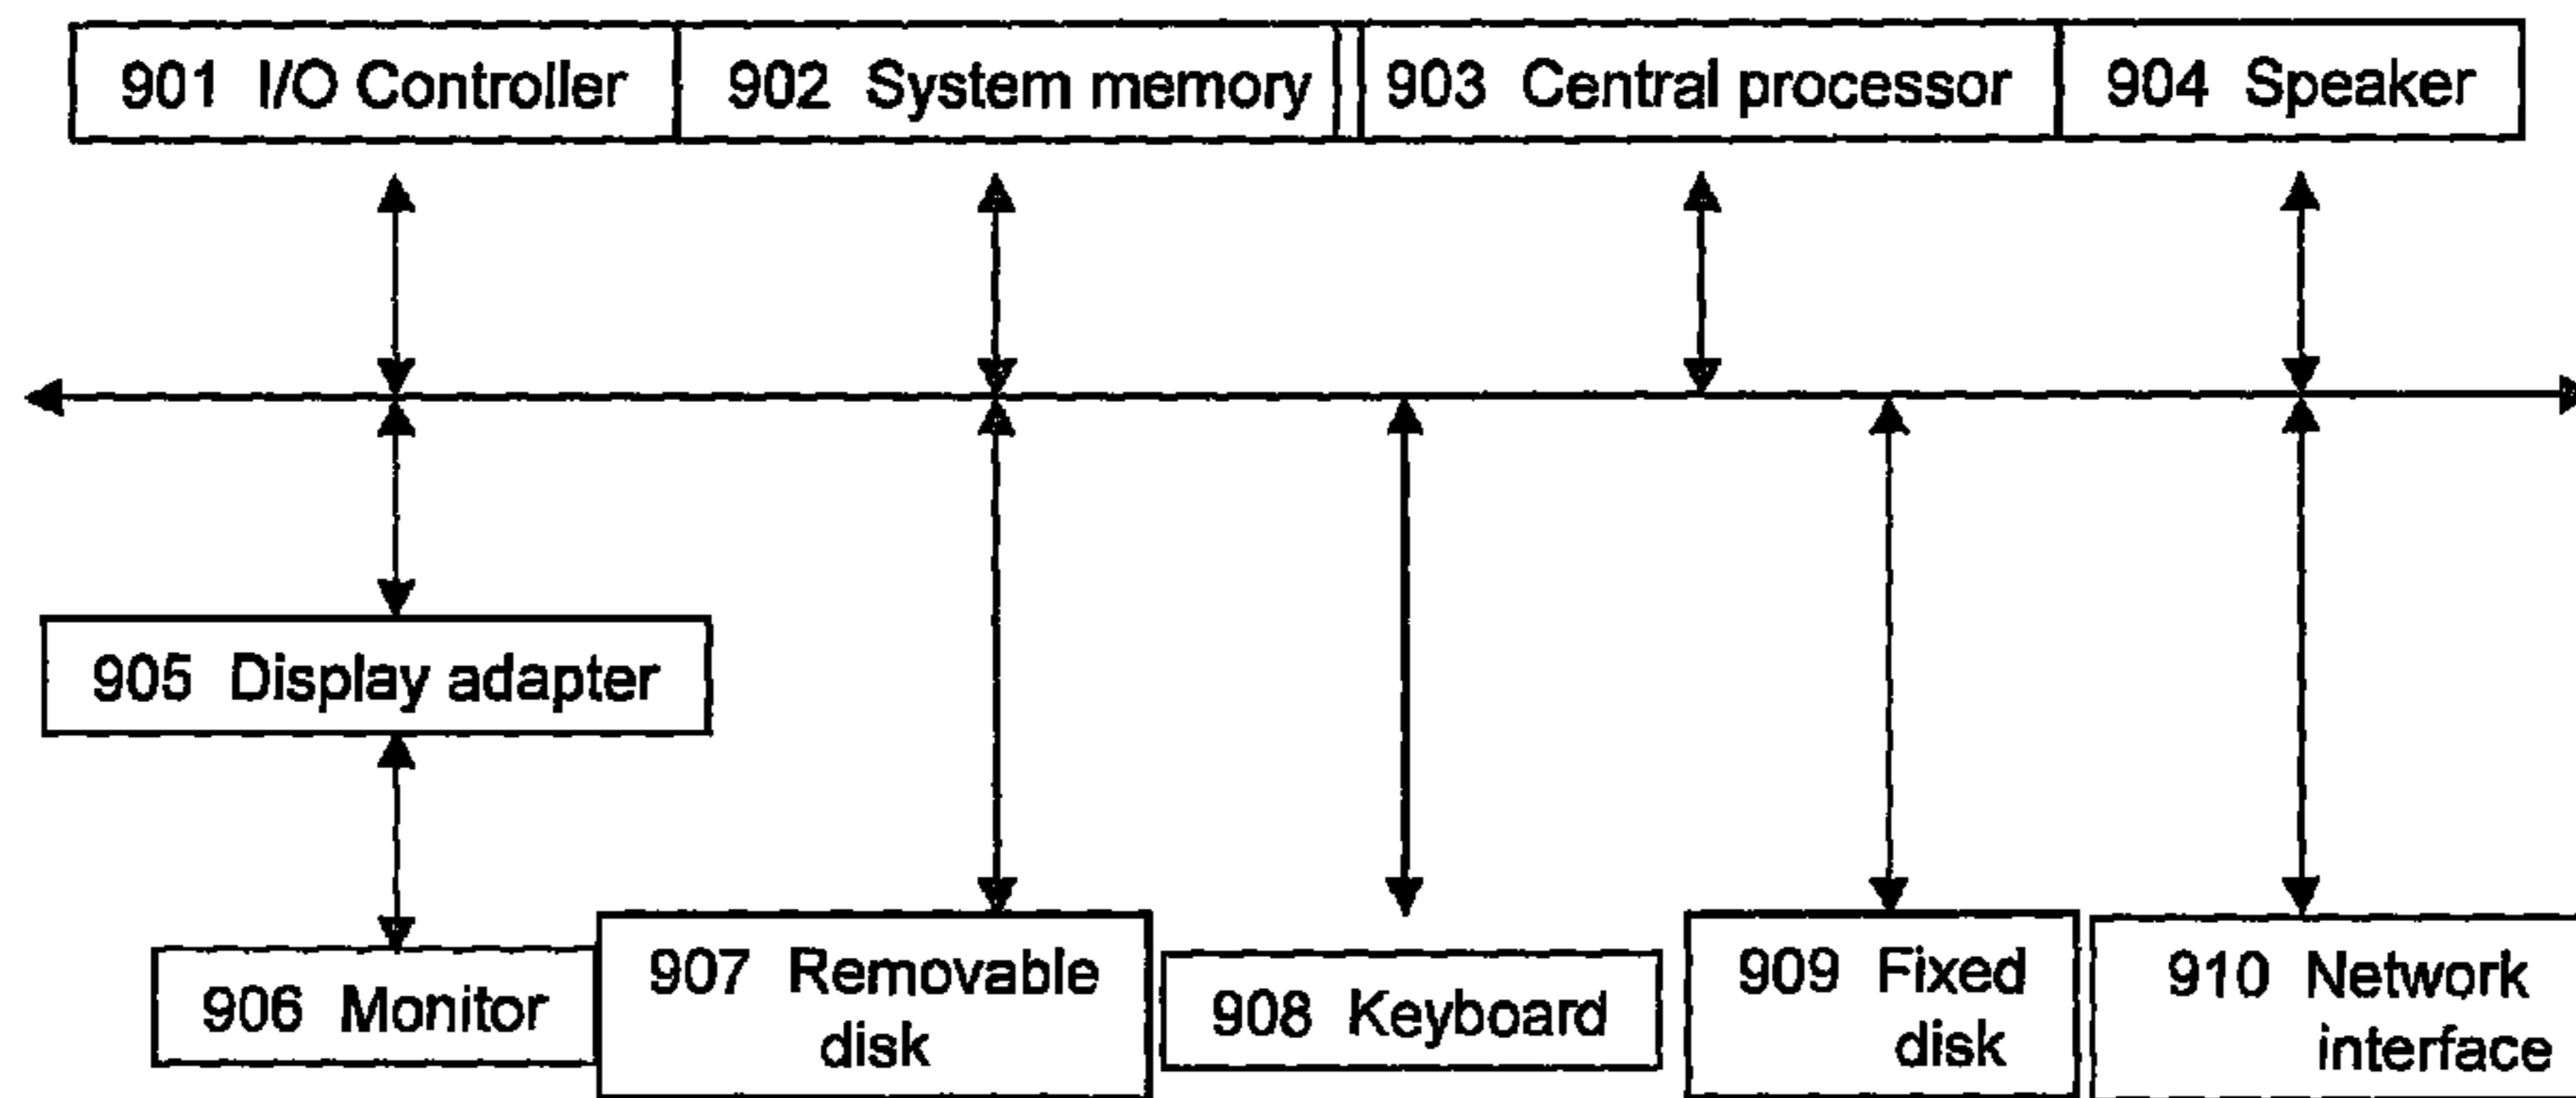 901 I/O Controller
902 System memory
903 Central processor
904 Speaker
905 Display adapter
906 Monitor
907 Removable
disk
908 Keyboard
909 Fixed
disk
910 Network
interface